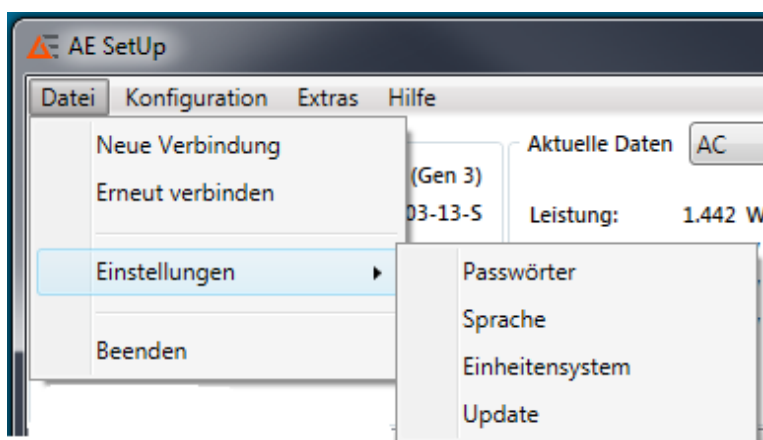 AE SetUp
Datei Konfiguration Extras Hilfe
Neue Verbindung
Erneut verbinden
Einstellungen
Beenden
Passwörter
Sprache
Einheitensystem
Update
(Gen 3)
03-13-S
Aktuelle Daten AC
Leistung: 1.442 W